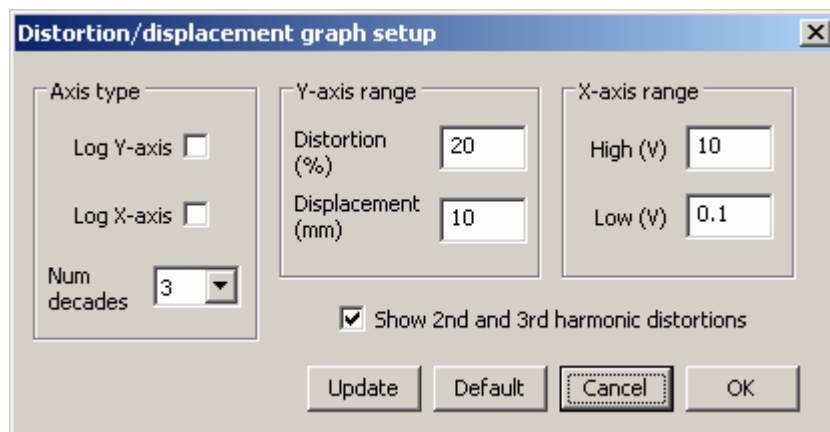 Distortion/displacement graph setup
Axis type
Log Y-axis
Log X-axis
Num
decades
3
Y-axis range
Distortion
(%)
20
Displacement
(mm)
10
X-axis range
High (V)
10
Low (V)
0.1
Show 2nd and 3rd harmonic distortions
Update
Default
Cancel
OK